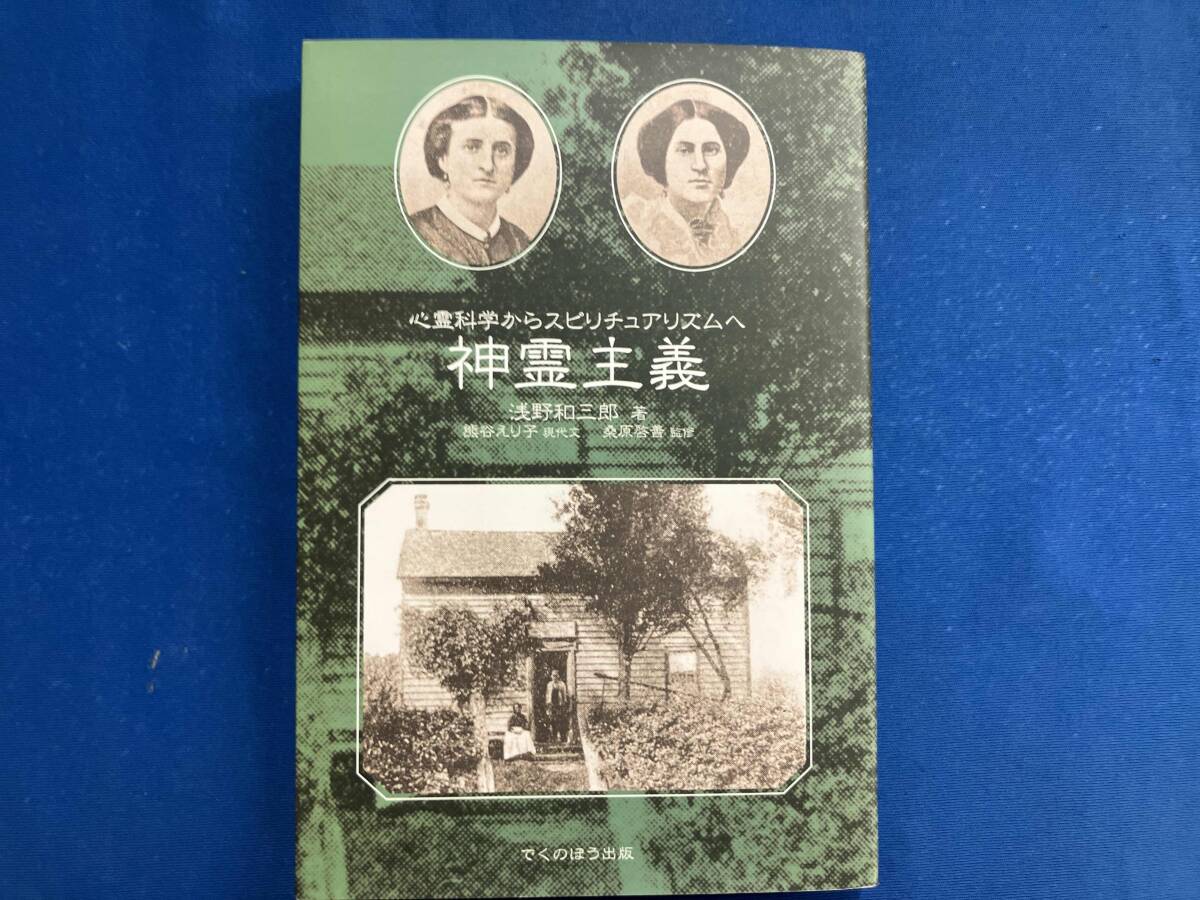 心霊科学からスピリチュアリズムへ
神霊主義
浅野和三郎 著
熊谷えり子 現代文 桑原啓善 監修
でくのぼう出版